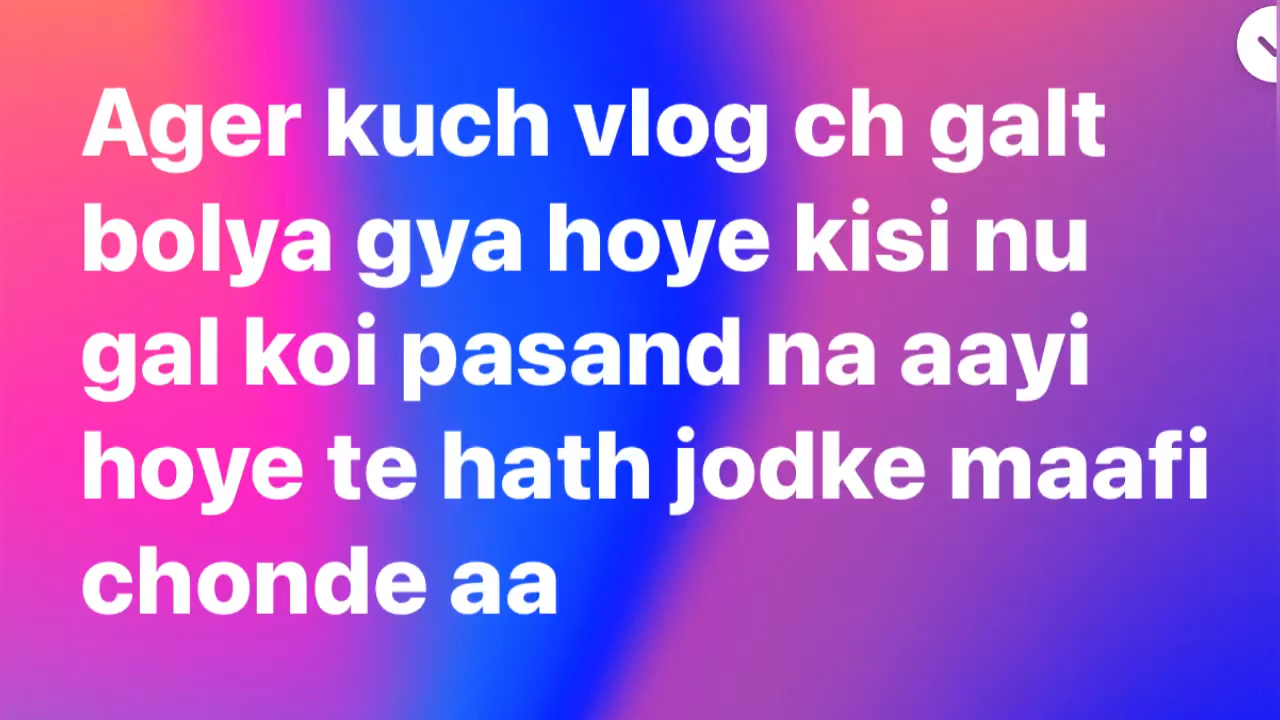 Ager kuch vlog ch galt
bolya gya hoye kisi nu
gal koi pasand na aayi
hoye te hath jodke maafi
chonde aa